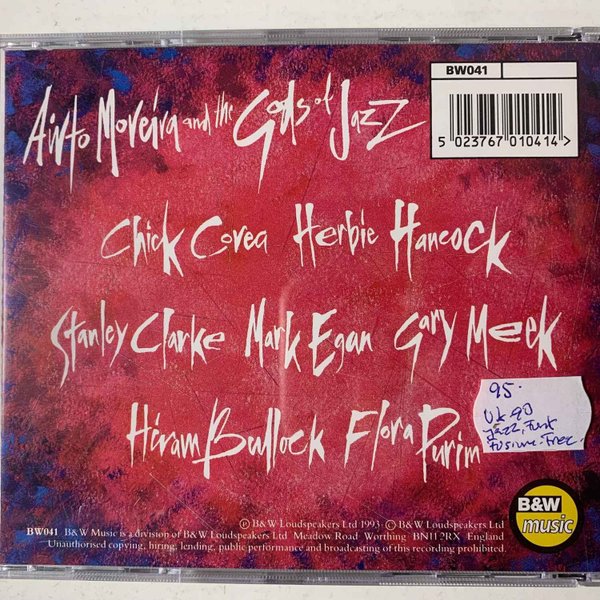 BW041
5 023767 010414 >
Airto Moreira and the Gods of Jazz
Chick Corea Herbie Hancock
Stanley Clarke Mark Egan Gary Meek
Hiram Bullock Flora Purim
95.
UK 90
jazz, Funk
Fusion. Free.
B&W
music
℗ B&W Loudspeakers Ltd 1993 · © B&W Loudspeakers Ltd
BW041 B&W Music is a division of B&W Loudspeakers Ltd Meadow Road Worthing BN11 2RX England
Unauthorised copying, hiring, lending, public performance and broadcasting of this recording prohibited.